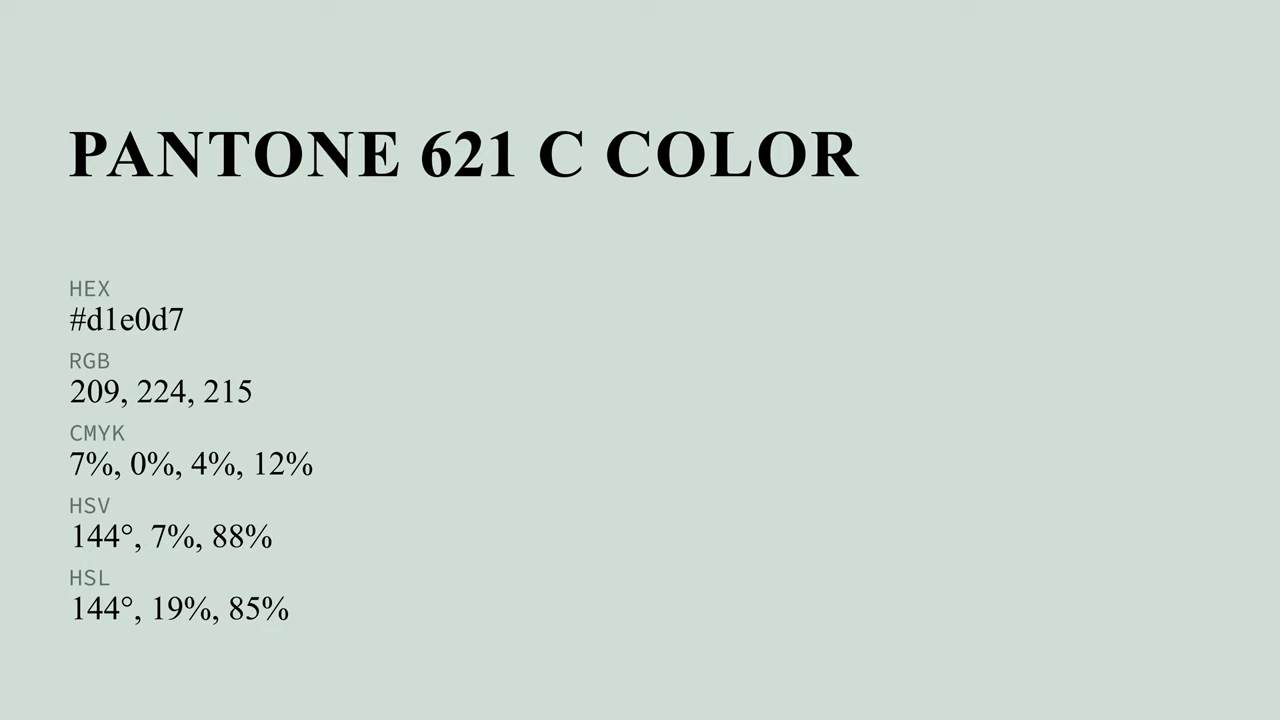 PANTONE 621 C COLOR
HEX
#d1e0d7
RGB
209, 224, 215
CMYK
7%, 0%, 4%, 12%
HSV
144°, 7%, 88%
HSL
144°, 19%, 85%